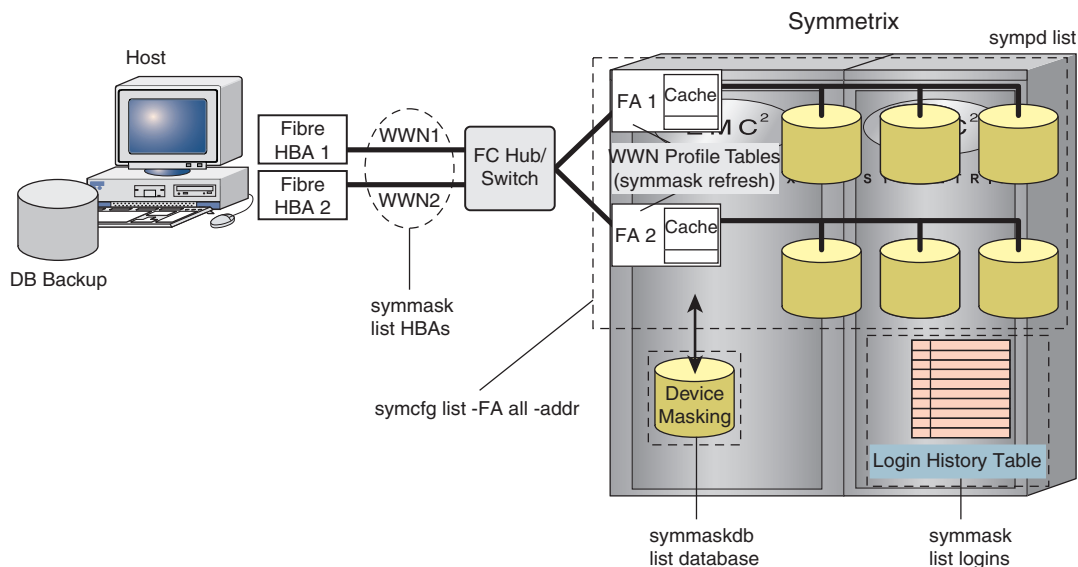 Symmetrix
Host
sympd list
Fibre
HBA 1
Fibre
HBA 2
WWN1
WWN2
FC Hub/
Switch
FA 1
Cache
EMC²
C²
WWN Profile Tables
(symmask refresh)
X
S Y M M E T R I
FA 2
Cache
DB Backup
symmask
list HBAs
symcfg list -FA all -addr
Device
Masking
Login History Table
symmaskdb
list database
symmask
list logins